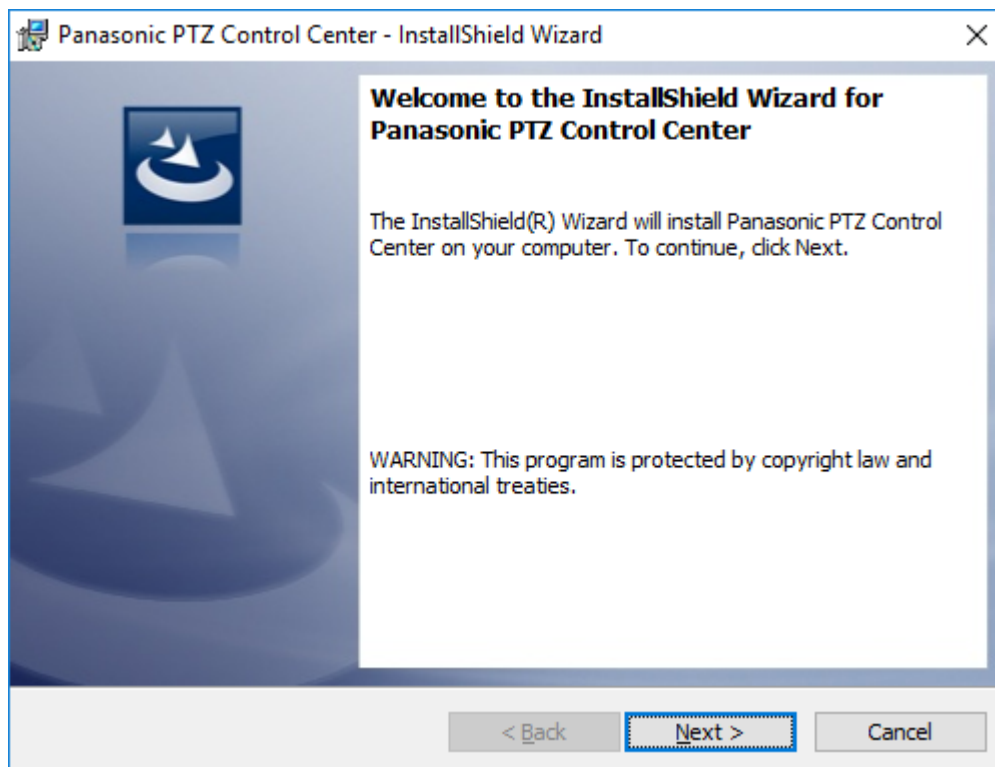 Panasonic PTZ Control Center - InstallShield Wizard
Welcome to the InstallShield Wizard for
Panasonic PTZ Control Center
The InstallShield(R) Wizard will install Panasonic PTZ Control
Center on your computer. To continue, click Next.
WARNING: This program is protected by copyright law and
international treaties.
< Back
Next >
Cancel